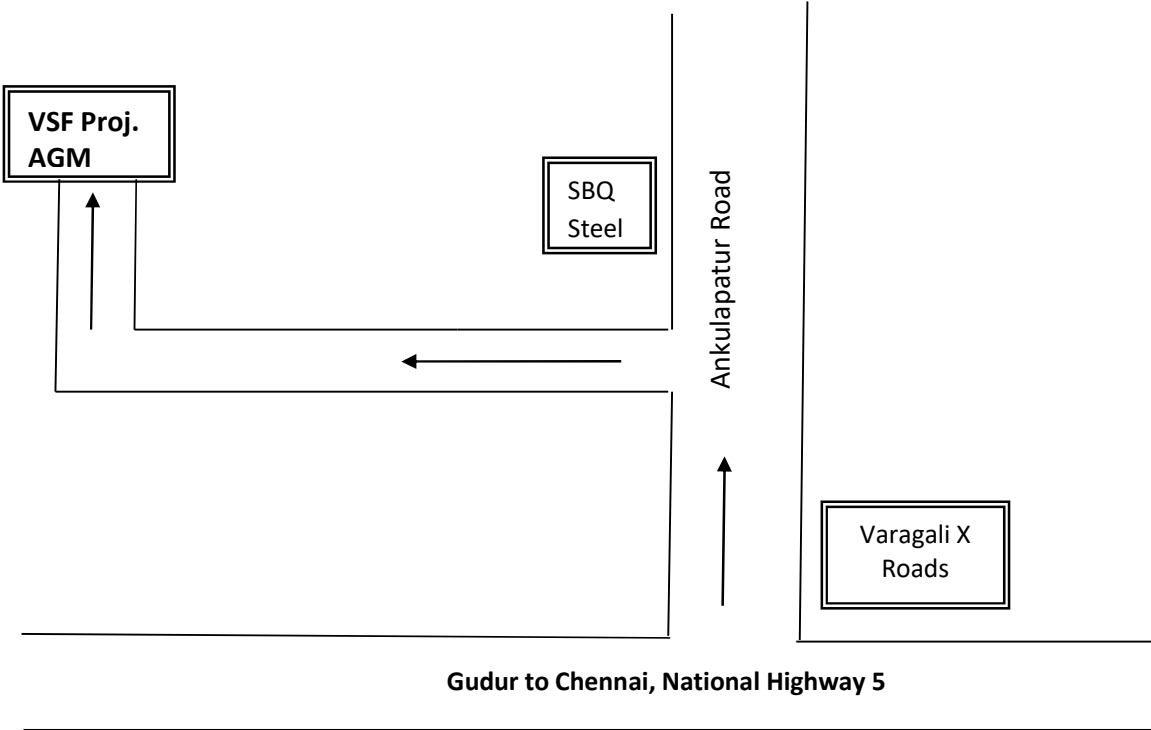 VSF Proj.
AGM
SBQ
Steel
Ankulapatur Road
Varagali X
Roads
Gudur to Chennai, National Highway 5